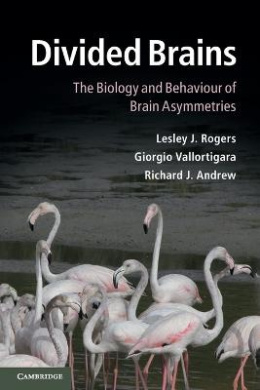 Divided Brains
The Biology and Behaviour of
Brain Asymmetries
Lesley J. Rogers
Giorgio Vallortigara
Richard J. Andrew
CAMBRIDGE